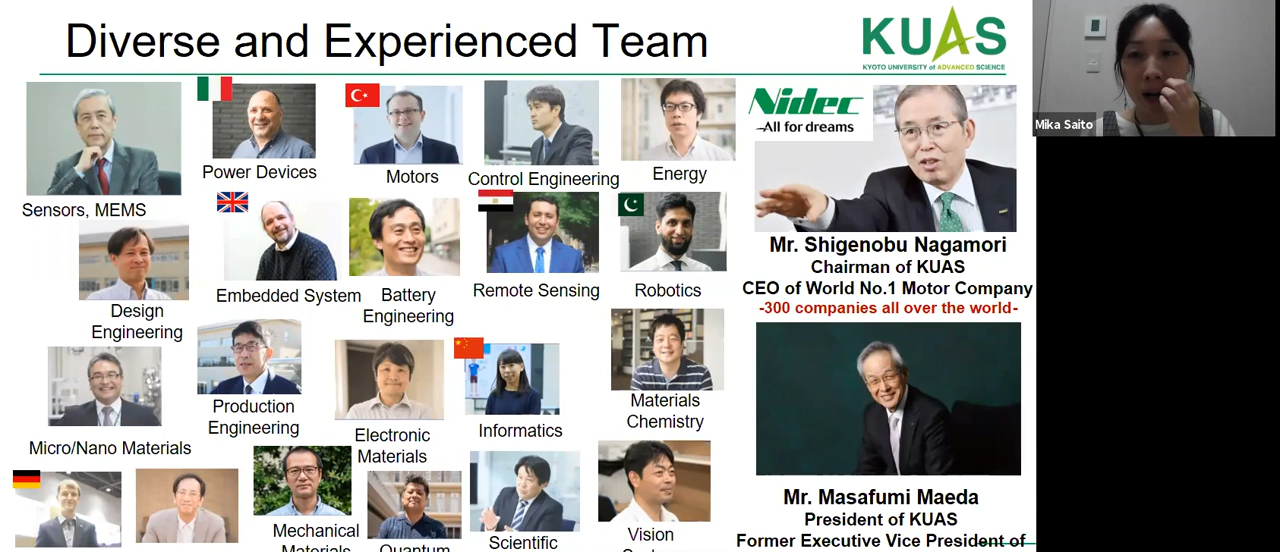 Diverse and Experienced Team
KUAS
KYOTO UNIVERSITY of ADVANCED SCIENCE
Mika Saito
Sensors, MEMS
Power Devices
Motors
Control Engineering
Energy
Nidec
-All for dreams
Design
Engineering
Embedded System
Battery
Engineering
Remote Sensing
Robotics
Mr. Shigenobu Nagamori
Chairman of KUAS
CEO of World No.1 Motor Company
-300 companies all over the world-
Micro/Nano Materials
Production
Engineering
Electronic
Materials
Informatics
Materials
Chemistry
Mechanical
Materials
Quantum
Scientific
Vision
Mr. Masafumi Maeda
President of KUAS
Former Executive Vice President of